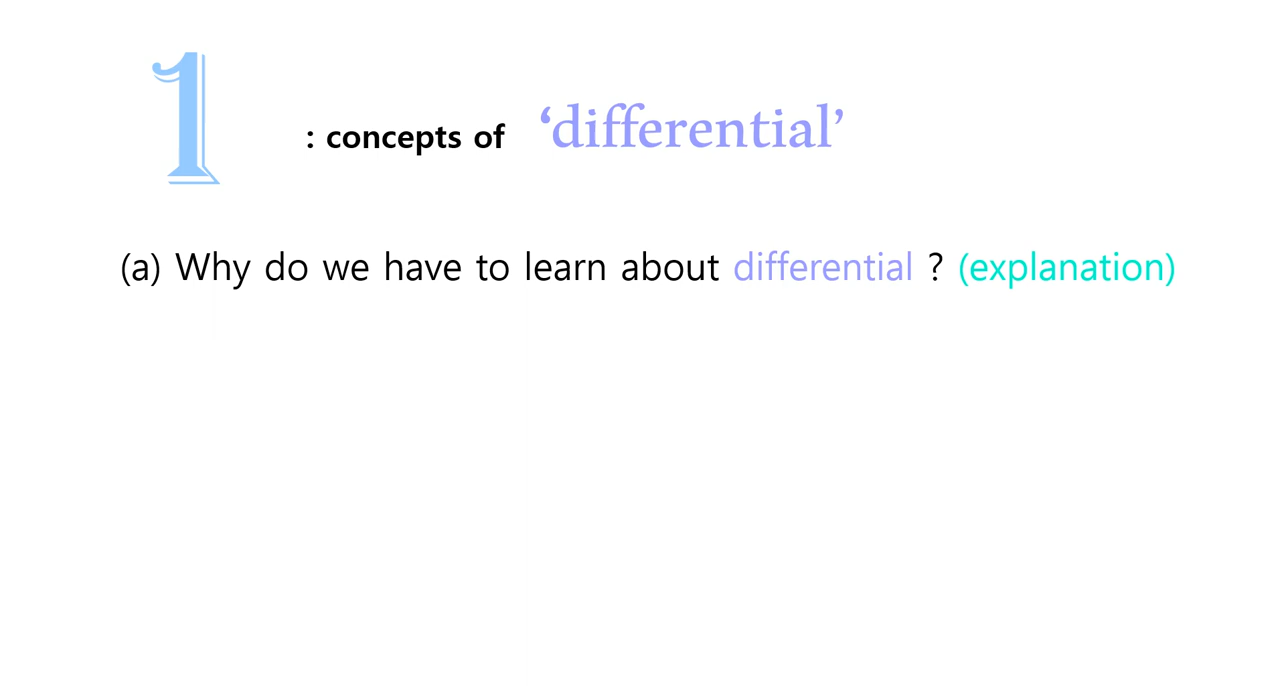 1 : concepts of ‘differential’
(a) Why do we have to learn about differential ? (explanation)